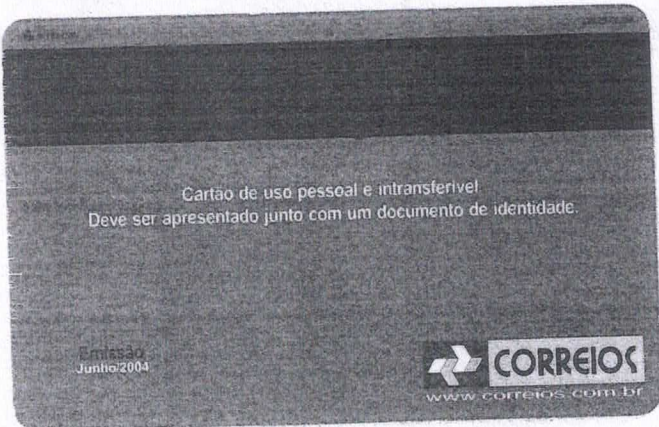 Cartão de uso pessoal e intransferível
Deve ser apresentado junto com um documento de identidade.
Emissão
Junho/2004
CORREIOS
www.correios.com.br